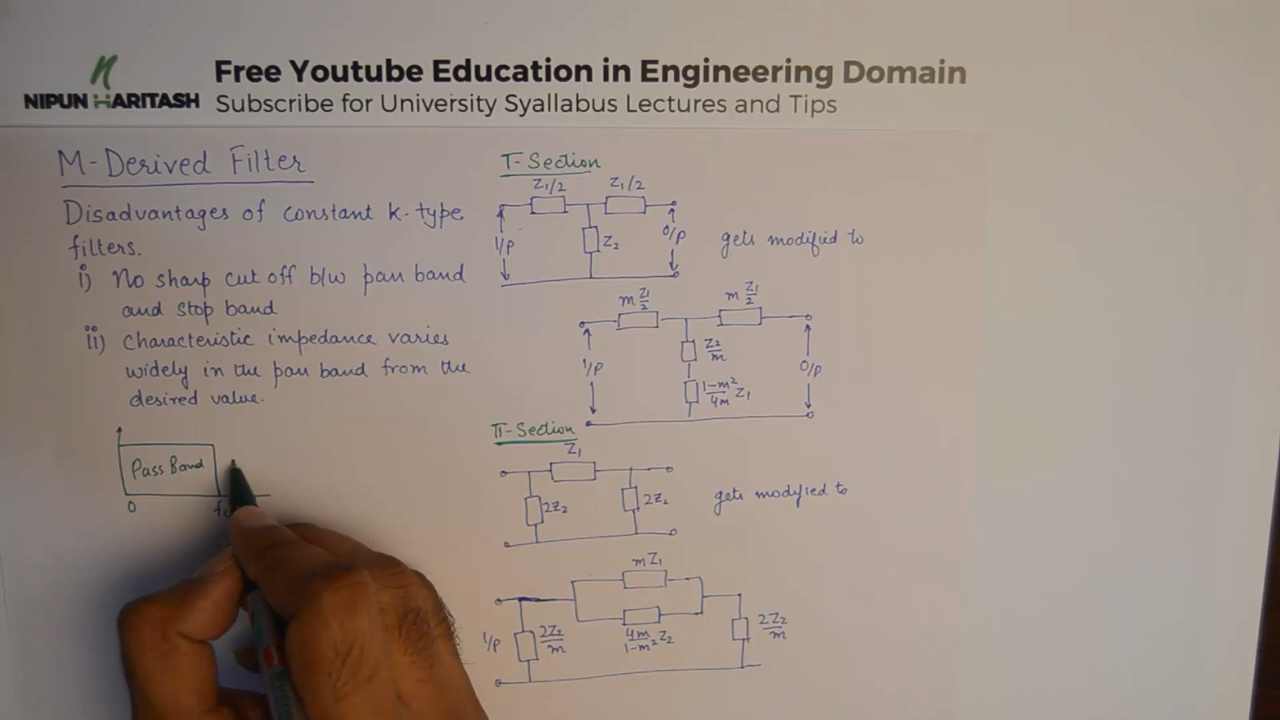 Free Youtube Education in Engineering Domain
NIPUN HARITASH
Subscribe for University Syallabus Lectures and Tips
M-Derived Filter
Disadvantages of constant k-type
filters.
i) No sharp cut off b/w pass band
and stop band
ii) Characteristic impedance varies
widely in the pass band from the
desired value.
Pass Band
0
T-Section
Z1/2 Z1/2
I/P Z2 O/P
gets modified to
m Z1/2 m Z1/2
I/P Z2/m O/P
1-m²/4m Z1
π-Section
Z1
2Z2 2Z2
gets modified to
mZ1
I/P 2Z2/m 4m/1-m² Z2 2Z2/m